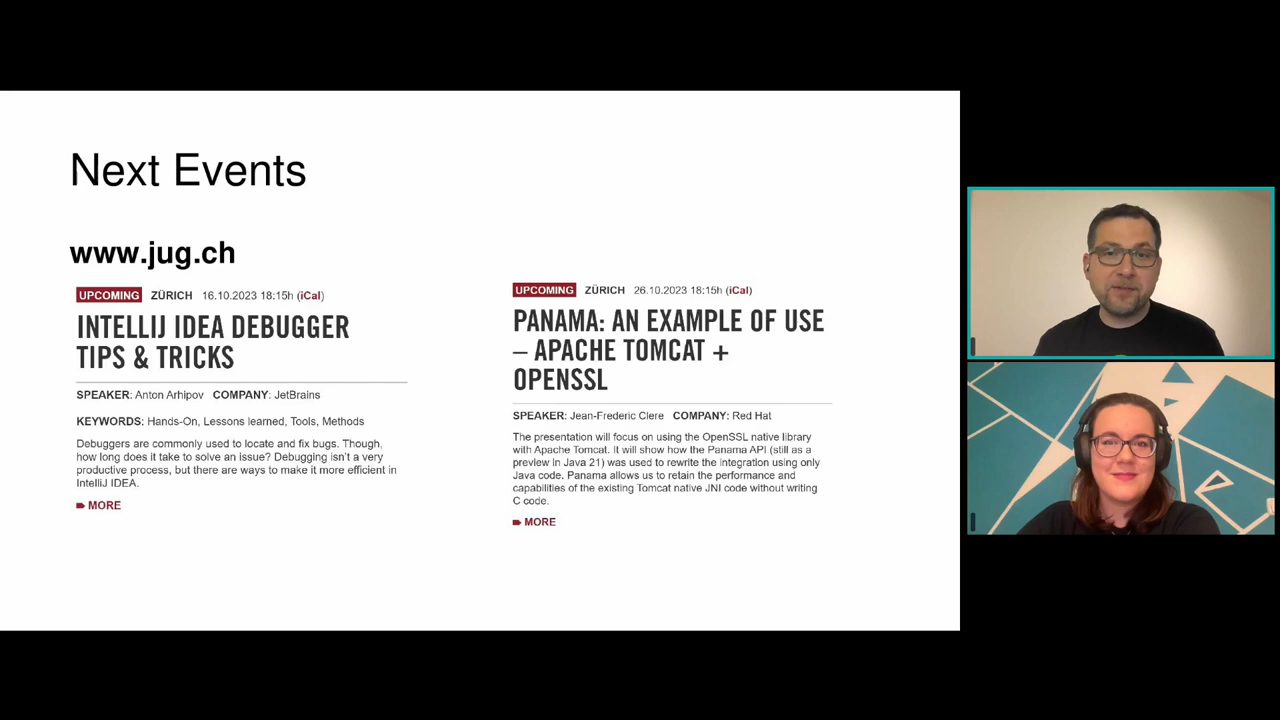 Next Events
www.jug.ch
UPCOMING ZÜRICH 16.10.2023 18:15h (iCal)
INTELLIJ IDEA DEBUGGER
TIPS & TRICKS
SPEAKER: Anton Arhipov COMPANY: JetBrains
KEYWORDS: Hands-On, Lessons learned, Tools, Methods
Debuggers are commonly used to locate and fix bugs. Though,
how long does it take to solve an issue? Debugging isn't a very
productive process, but there are ways to make it more efficient in
IntelliJ IDEA.
MORE
UPCOMING ZÜRICH 26.10.2023 18:15h (iCal)
PANAMA: AN EXAMPLE OF USE
– APACHE TOMCAT +
OPENSSL
SPEAKER: Jean-Frederic Clere COMPANY: Red Hat
The presentation will focus on using the OpenSSL native library
with Apache Tomcat. It will show how the Panama API (still as a
preview in Java 21) was used to rewrite the integration using only
Java code. Panama allows us to retain the performance and
capabilities of the existing Tomcat native JNI code without writing
C code.
MORE